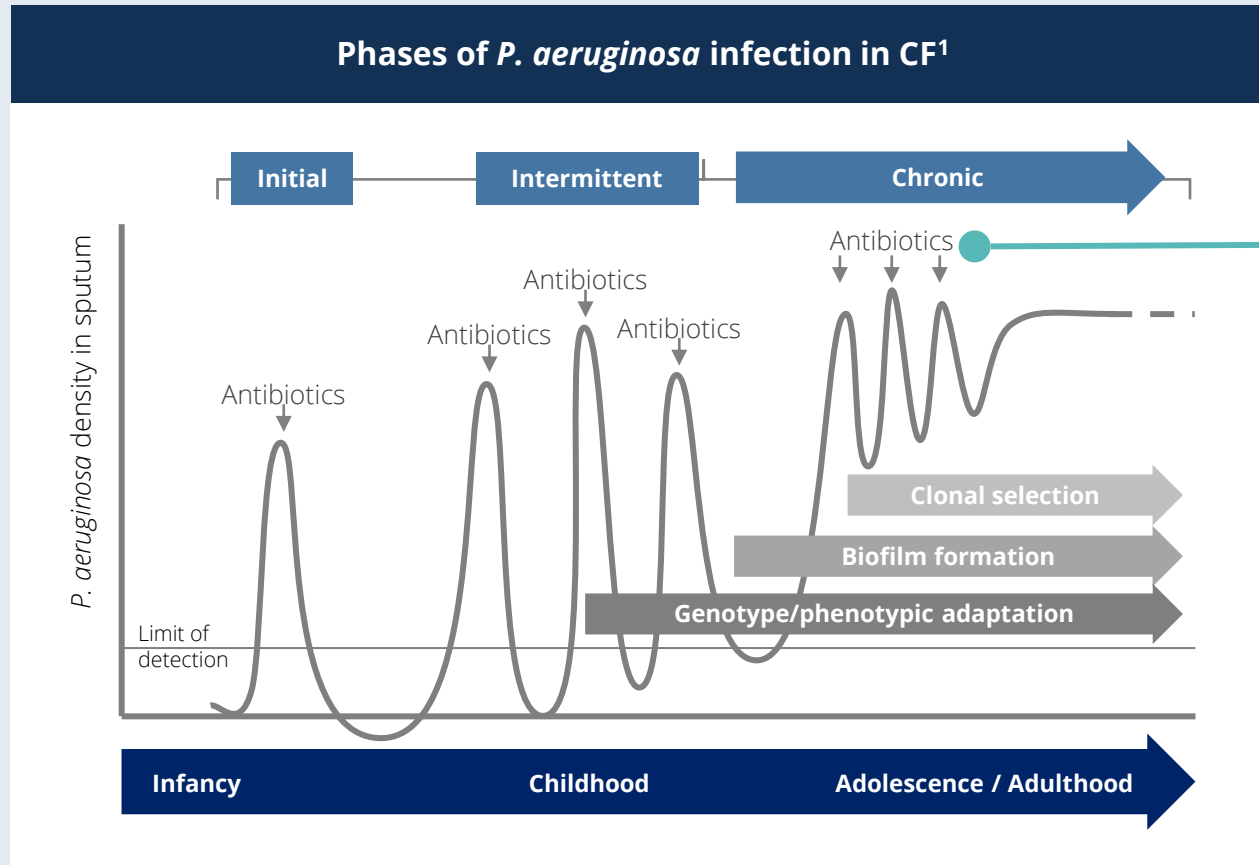 Phases of P. aeruginosa infection in CF¹
Initial
Intermittent
Chronic
P. aeruginosa density in sputum
Antibiotics
Antibiotics
Antibiotics
Antibiotics
Antibiotics
Clonal selection
Biofilm formation
Genotype/phenotypic adaptation
Limit of
detection
Infancy
Childhood
Adolescence / Adulthood